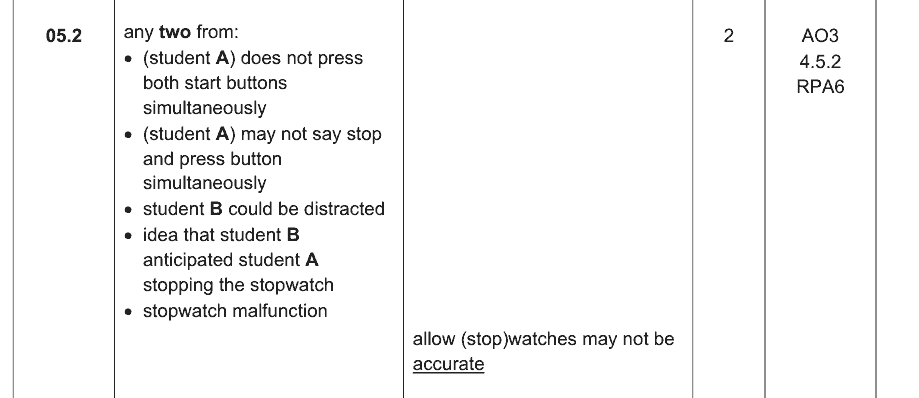 05.2
any two from:
• (student A) does not press
both start buttons
simultaneously
• (student A) may not say stop
and press button
simultaneously
• student B could be distracted
• idea that student B
anticipated student A
stopping the stopwatch
• stopwatch malfunction
allow (stop)watches may not be
accurate
2
AO3
4.5.2
RPA6